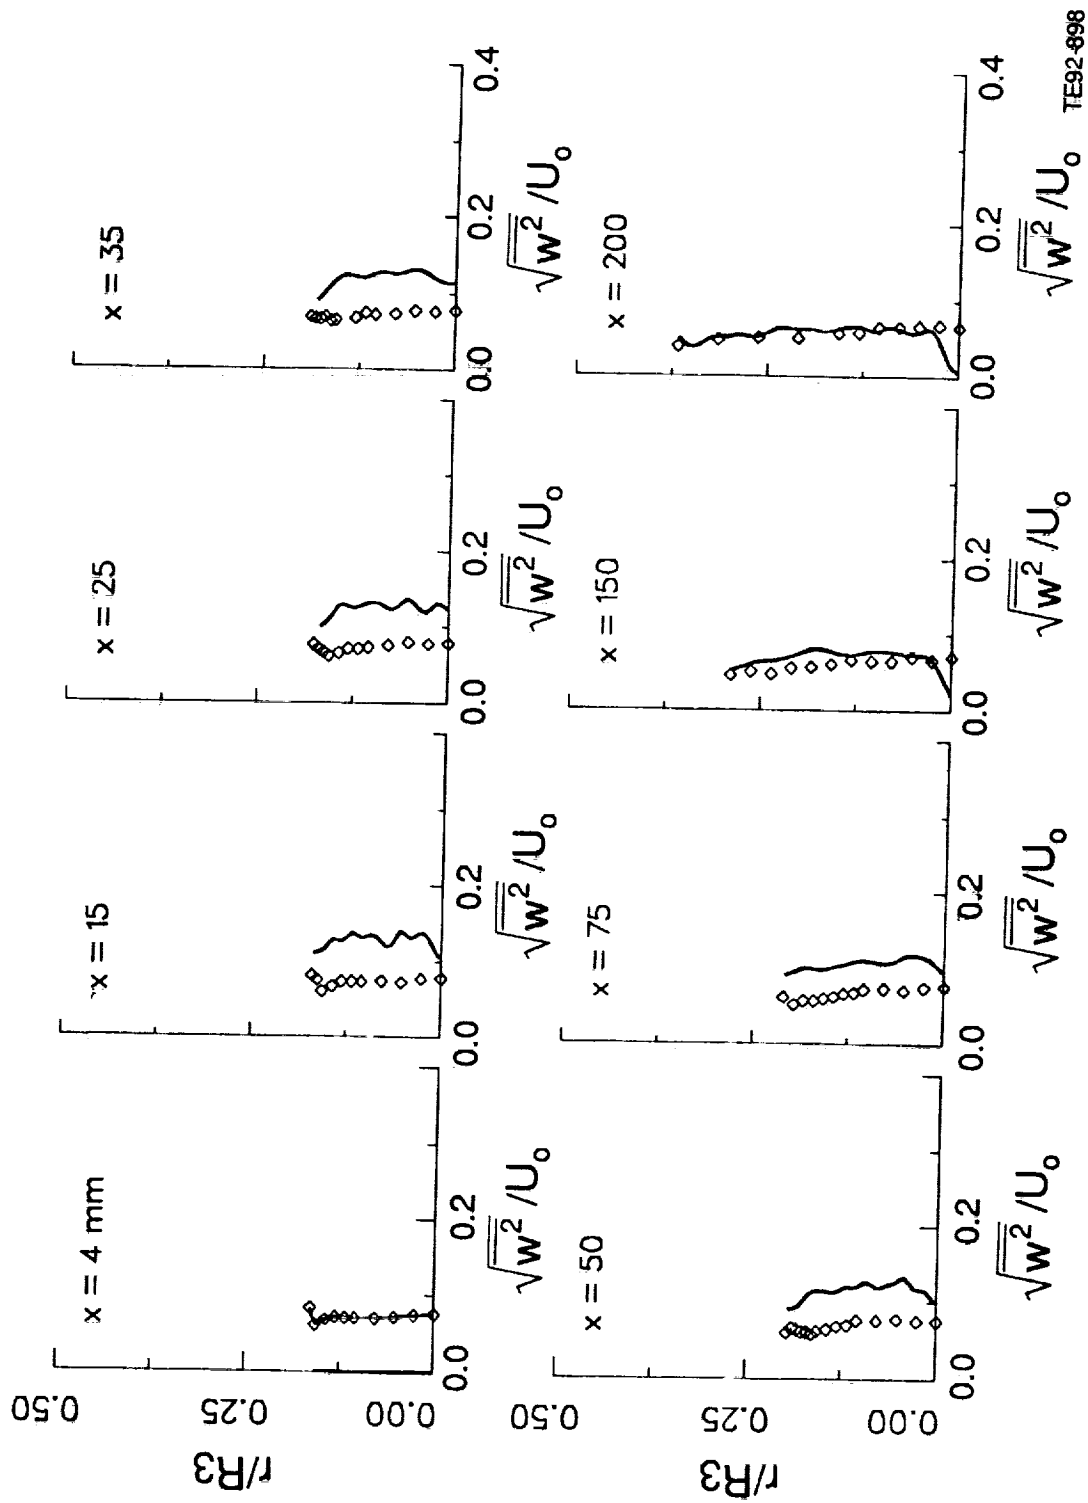 x = 4 mm
x = 15
x = 25
x = 35
r/R3
0.50
0.25
0.00
0.0
0.2
0.0
0.2
0.0
0.2
0.0
0.2
0.4
√w² /U₀
√w² /U₀
√w² /U₀
√w² /U₀
x = 50
x = 75
x = 150
x = 200
r/R3
0.50
0.25
0.00
0.0
0.2
0.0
0.2
0.0
0.2
0.0
0.2
0.4
√w² /U₀
√w² /U₀
√w² /U₀
√w² /U₀
TE92-898